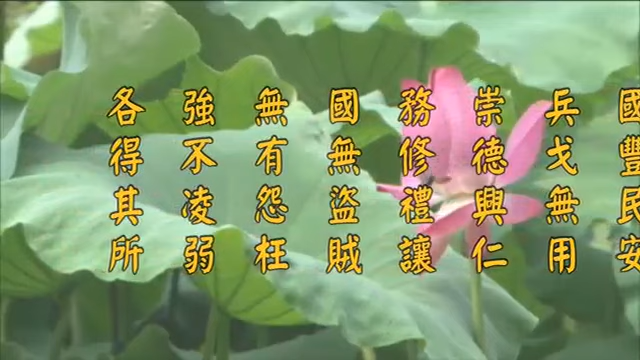 國豐民安
兵戈無用
崇德興仁
務修禮讓
國無盜賊
無有怨枉
強不凌弱
各得其所